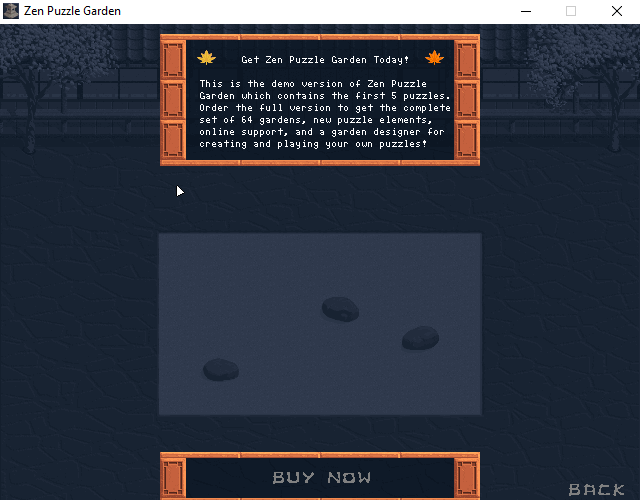 Zen Puzzle Garden
Get Zen Puzzle Garden Today!
This is the demo version of Zen Puzzle
Garden which contains the first 5 puzzles.
Order the full version to get the complete
set of 64 gardens, new puzzle elements,
online support, and a garden designer for
creating and playing your own puzzles!
BUY NOW
BACK